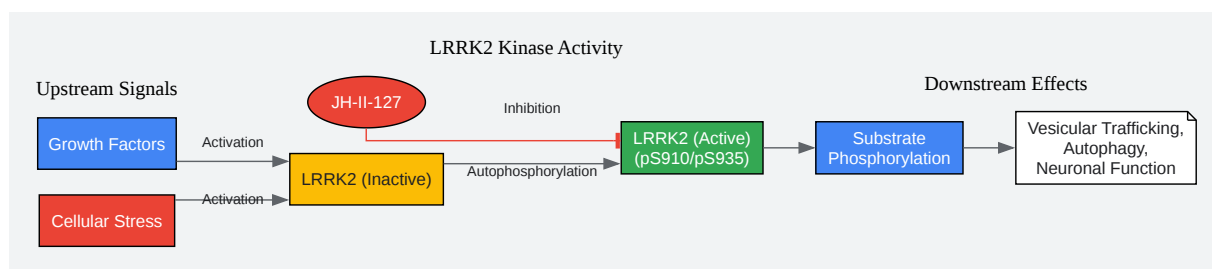 LRRK2 Kinase Activity
Upstream Signals
Growth Factors
Cellular Stress
Activation
Activation
JH-II-127
LRRK2 (Inactive)
Inhibition
Autophosphorylation
LRRK2 (Active)
(pS910/pS935)
Substrate
Phosphorylation
Downstream Effects
Vesicular Trafficking,
Autophagy,
Neuronal Function